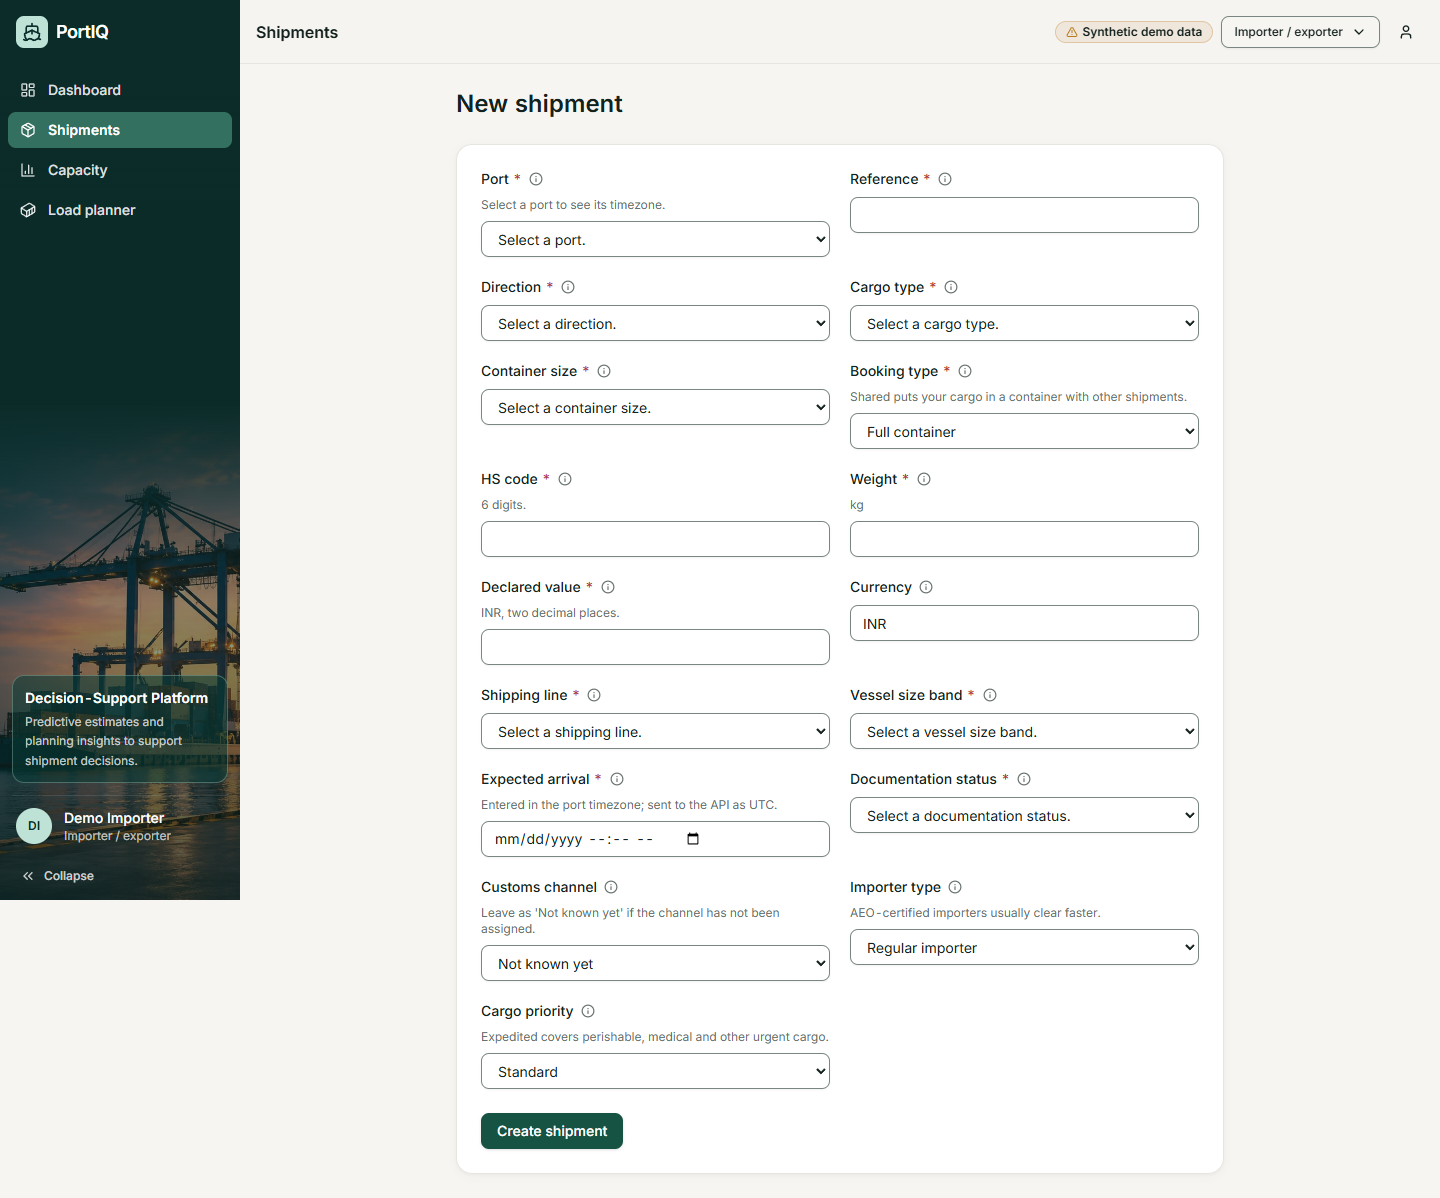 PortIQ
Dashboard
Shipments
Capacity
Load planner
Decision-Support Platform
Predictive estimates and
planning insights to support
shipment decisions.
DI
Demo Importer
Importer / exporter
Collapse
Shipments
Synthetic demo data
Importer / exporter
New shipment
Port *
Select a port to see its timezone.
Select a port.
Reference *
Direction *
Select a direction.
Cargo type *
Select a cargo type.
Container size *
Select a container size.
Booking type *
Shared puts your cargo in a container with other shipments.
Full container
HS code *
6 digits.
Weight *
kg
Declared value *
INR, two decimal places.
Currency
INR
Shipping line *
Select a shipping line.
Vessel size band *
Select a vessel size band.
Expected arrival *
Entered in the port timezone; sent to the API as UTC.
mm/dd/yyyy --:-- --
Documentation status *
Select a documentation status.
Customs channel
Leave as 'Not known yet' if the channel has not been
assigned.
Not known yet
Importer type
AEO-certified importers usually clear faster.
Regular importer
Cargo priority
Expedited covers perishable, medical and other urgent cargo.
Standard
Create shipment